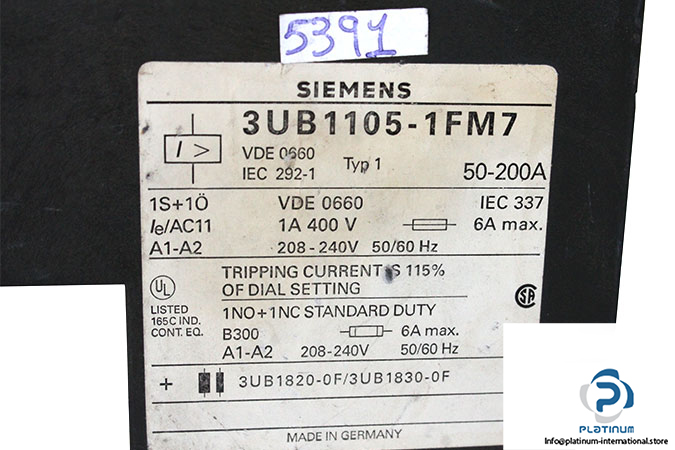 5391
SIEMENS
3UB1105-1FM7
I >
VDE 0660
IEC 292-1
Typ 1
50-200A
1S+1Ö VDE 0660 IEC 337
Ie/AC11 1A 400 V 6A max.
A1-A2 208-240V 50/60 Hz
UL
LISTED
165C IND.
CONT. EQ.
TRIPPING CURRENT IS 115%
OF DIAL SETTING
1NO+1NC STANDARD DUTY
B300 6A max.
A1-A2 208-240V 50/60 Hz
SA
+ 3UB1820-0F/3UB1830-0F
MADE IN GERMANY
PLATINUM
Info@platinum-international.store